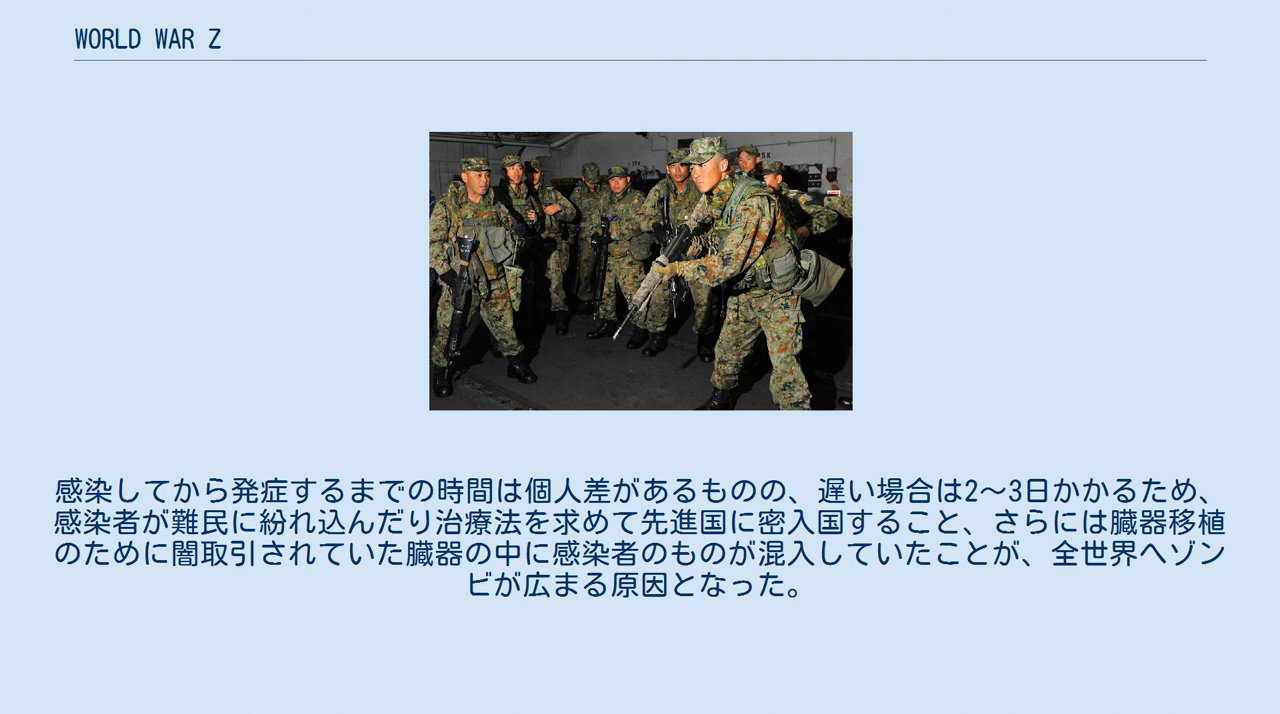 WORLD WAR Z
感染してから発症するまでの時間は個人差があるものの、遅い場合は2～3日かかるため、
感染者が難民に紛れ込んだり治療法を求めて先進国に密入国すること、さらには臓器移植
のために闇取引されていた臓器の中に感染者のものが混入していたことが、全世界へゾン
ビが広まる原因となった。